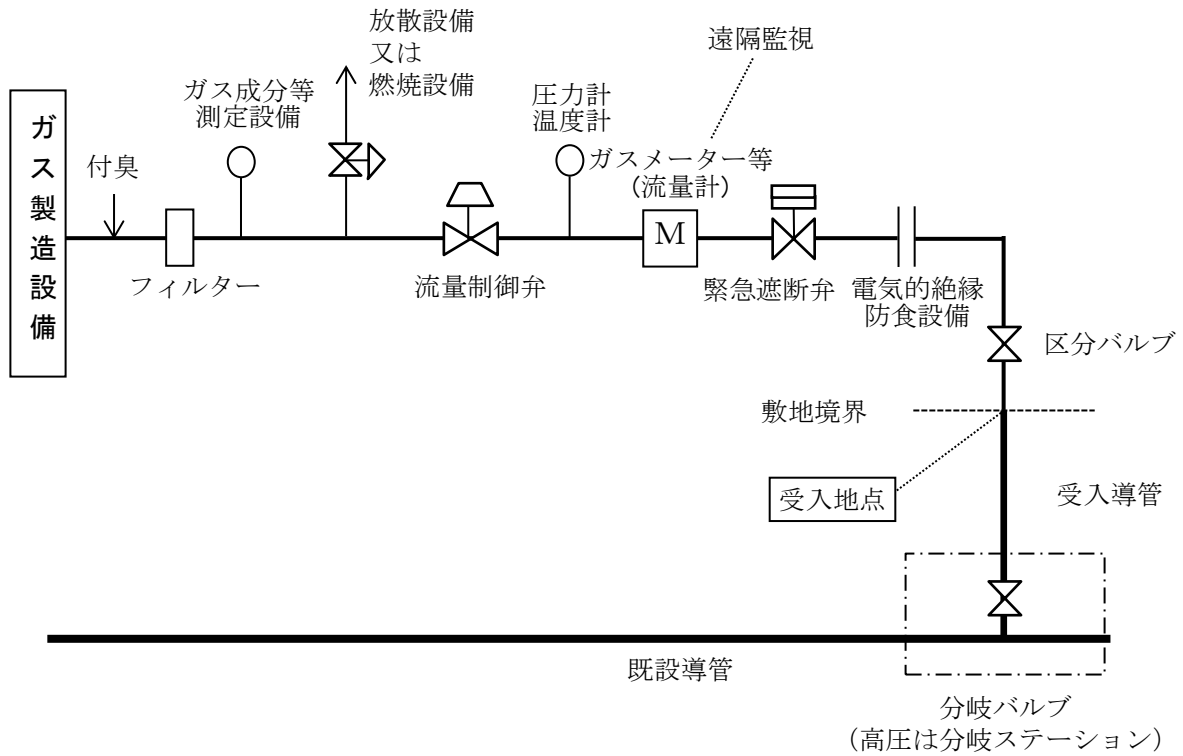 放散設備
又は
燃焼設備
遠隔監視
ガス成分等
測定設備
圧力計
温度計
ガス製造設備
付臭
ガスメーター等
(流量計)
M
フィルター
流量制御弁
緊急遮断弁
電気的絶縁
防食設備
区分バルブ
敷地境界
受入地点
受入導管
既設導管
分岐バルブ
(高圧は分岐ステーション)